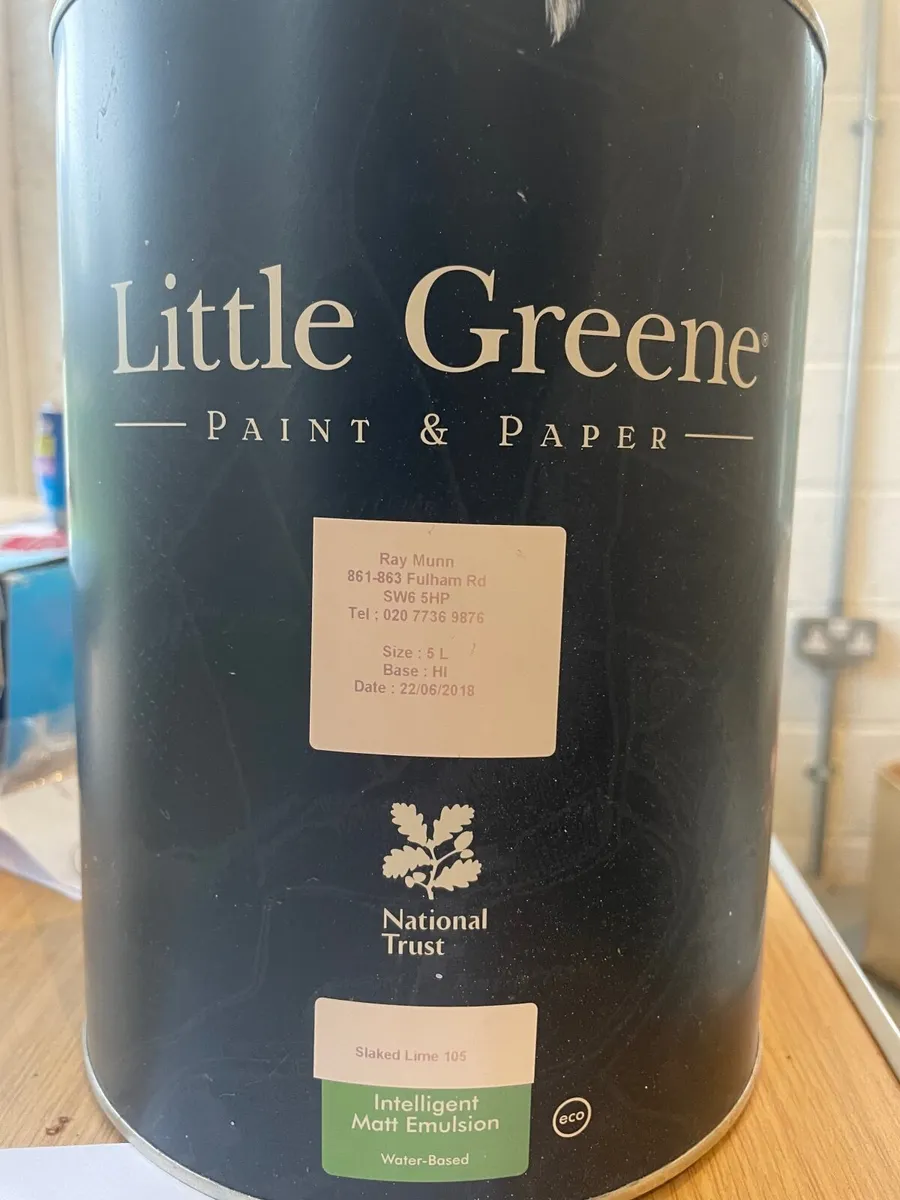 Little Greene®
PAINT & PAPER
Ray Munn
861-863 Fulham Rd
SW6 5HP
Tel : 020 7736 9876
Size : 5 L
Base : HI
Date : 22/06/2018
National
Trust
Slaked Lime 105
Intelligent
Matt Emulsion
eco
Water-Based